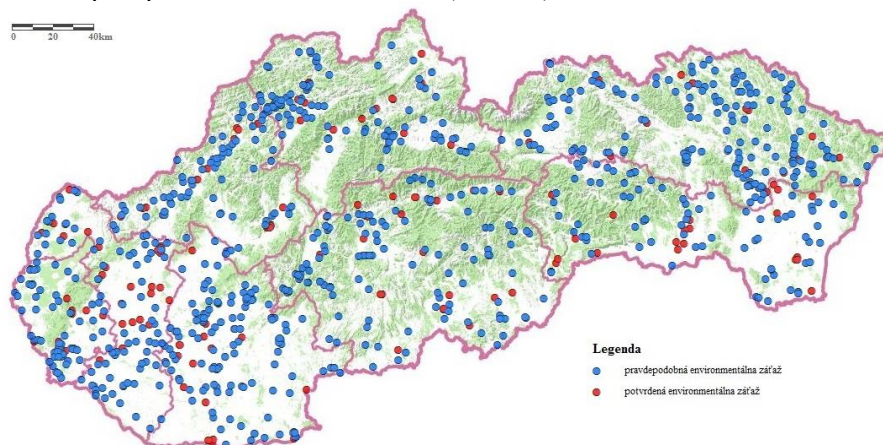 0 20 40km
Legenda
pravdepodobná environmentálna záťaž
potvrdená environmentálna záťaž